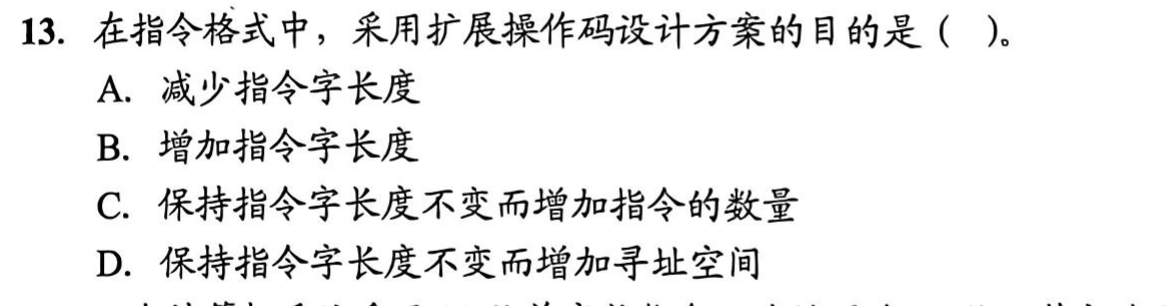 13. 在指令格式中，采用扩展操作码设计方案的目的是（ ）。
A. 减少指令字长度
B. 增加指令字长度
C. 保持指令字长度不变而增加指令的数量
D. 保持指令字长度不变而增加寻址空间